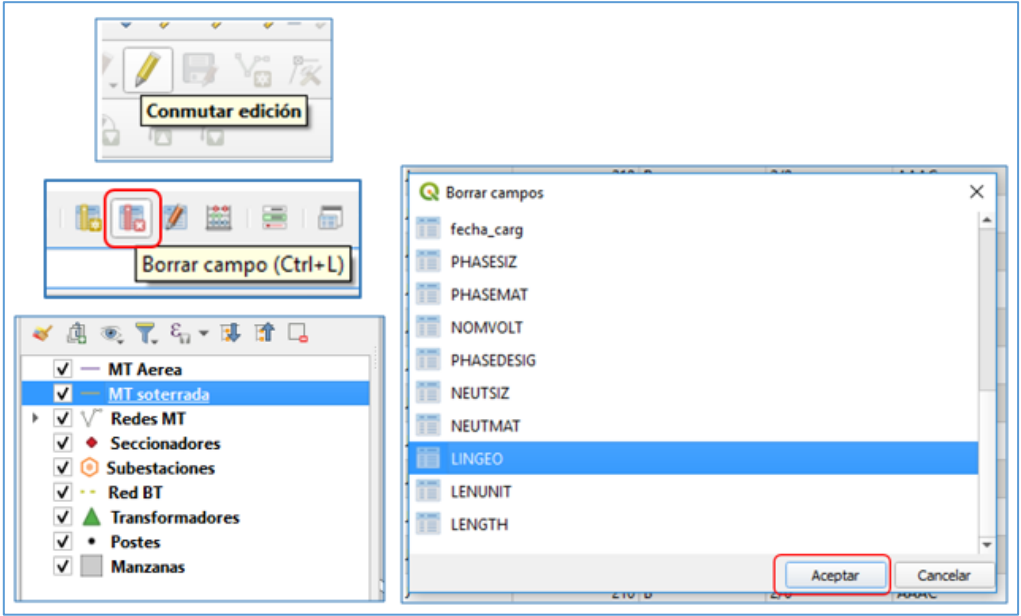 Conmutar edición
Borrar campo (Ctrl+L)
MT Aerea
MT soterrada
Redes MT
Seccionadores
Subestaciones
Red BT
Transformadores
Postes
Manzanas
Borrar campos
fecha_carg
PHASESIZ
PHASEMAT
NOMVOLT
PHASEDESIG
NEUTSIZ
NEUTMAT
LINGEO
LENUNIT
LENGTH
Aceptar
Cancelar